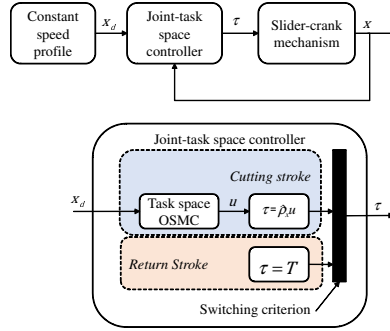 Constant
speed
profile
x_d
Joint-task
space
controller
τ
Slider-crank
mechanism
x
Joint-task space controller
Cutting stroke
x_d
Task space
OSMC
u
τ=ρ̂_λu
τ
Return Stroke
τ = T
Switching criterion